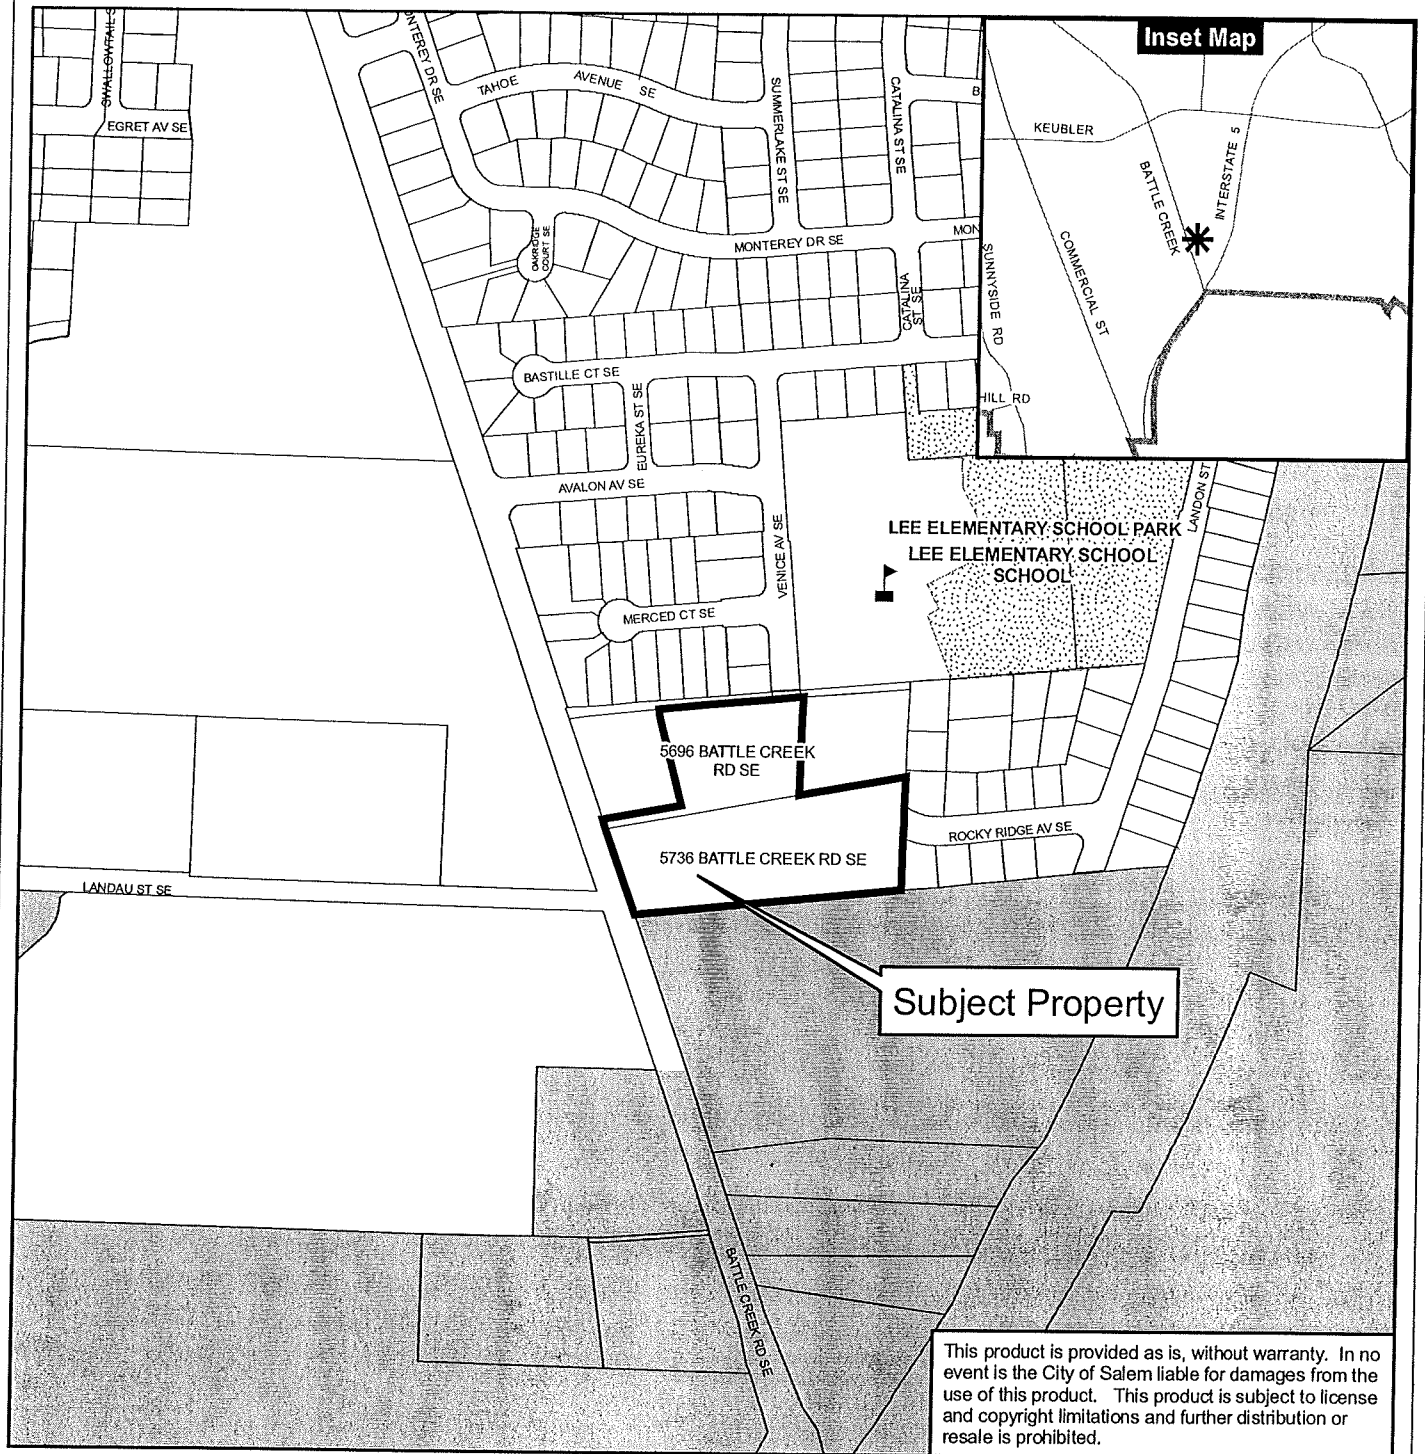 Inset Map
KEUBLER
INTERSTATE 5
BATTLE CREEK
COMMERCIAL ST
SUNNYSIDE RD
HILL RD
EGRET AV SE
TAHOE AVENUE SE
SUMMERLAKE ST SE
CATALINA ST SE
B
OAKRIDGE
COURT SE
MONTEREY DR SE
MON
CATALINA
ST SE
BASTILLE CT SE
EUREKA ST SE
AVALON AV SE
VENICE AV SE
MERCED CT SE
LANDON ST
LEE ELEMENTARY SCHOOL PARK
LEE ELEMENTARY SCHOOL
SCHOOL
5696 BATTLE CREEK
RD SE
5736 BATTLE CREEK RD SE
ROCKY RIDGE AV SE
LANDAU ST SE
Subject Property
BATTLE CREEK RD SE
This product is provided as is, without warranty. In no
event is the City of Salem liable for damages from the
use of this product. This product is subject to license
and copyright limitations and further distribution or
resale is prohibited.